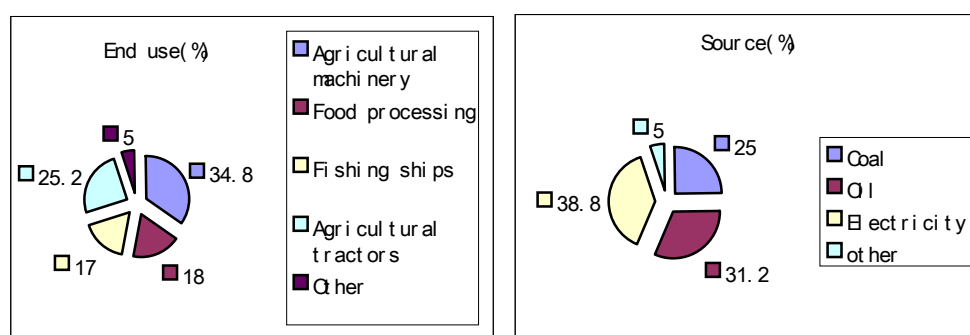 End use(%)
Agricultural
machinery
Food processing
Fishing ships
Agricultural
tractors
Other
5
25.2
34.8
17
18
Source(%)
5
25
38.8
31.2
Coal
Oil
Electricity
other